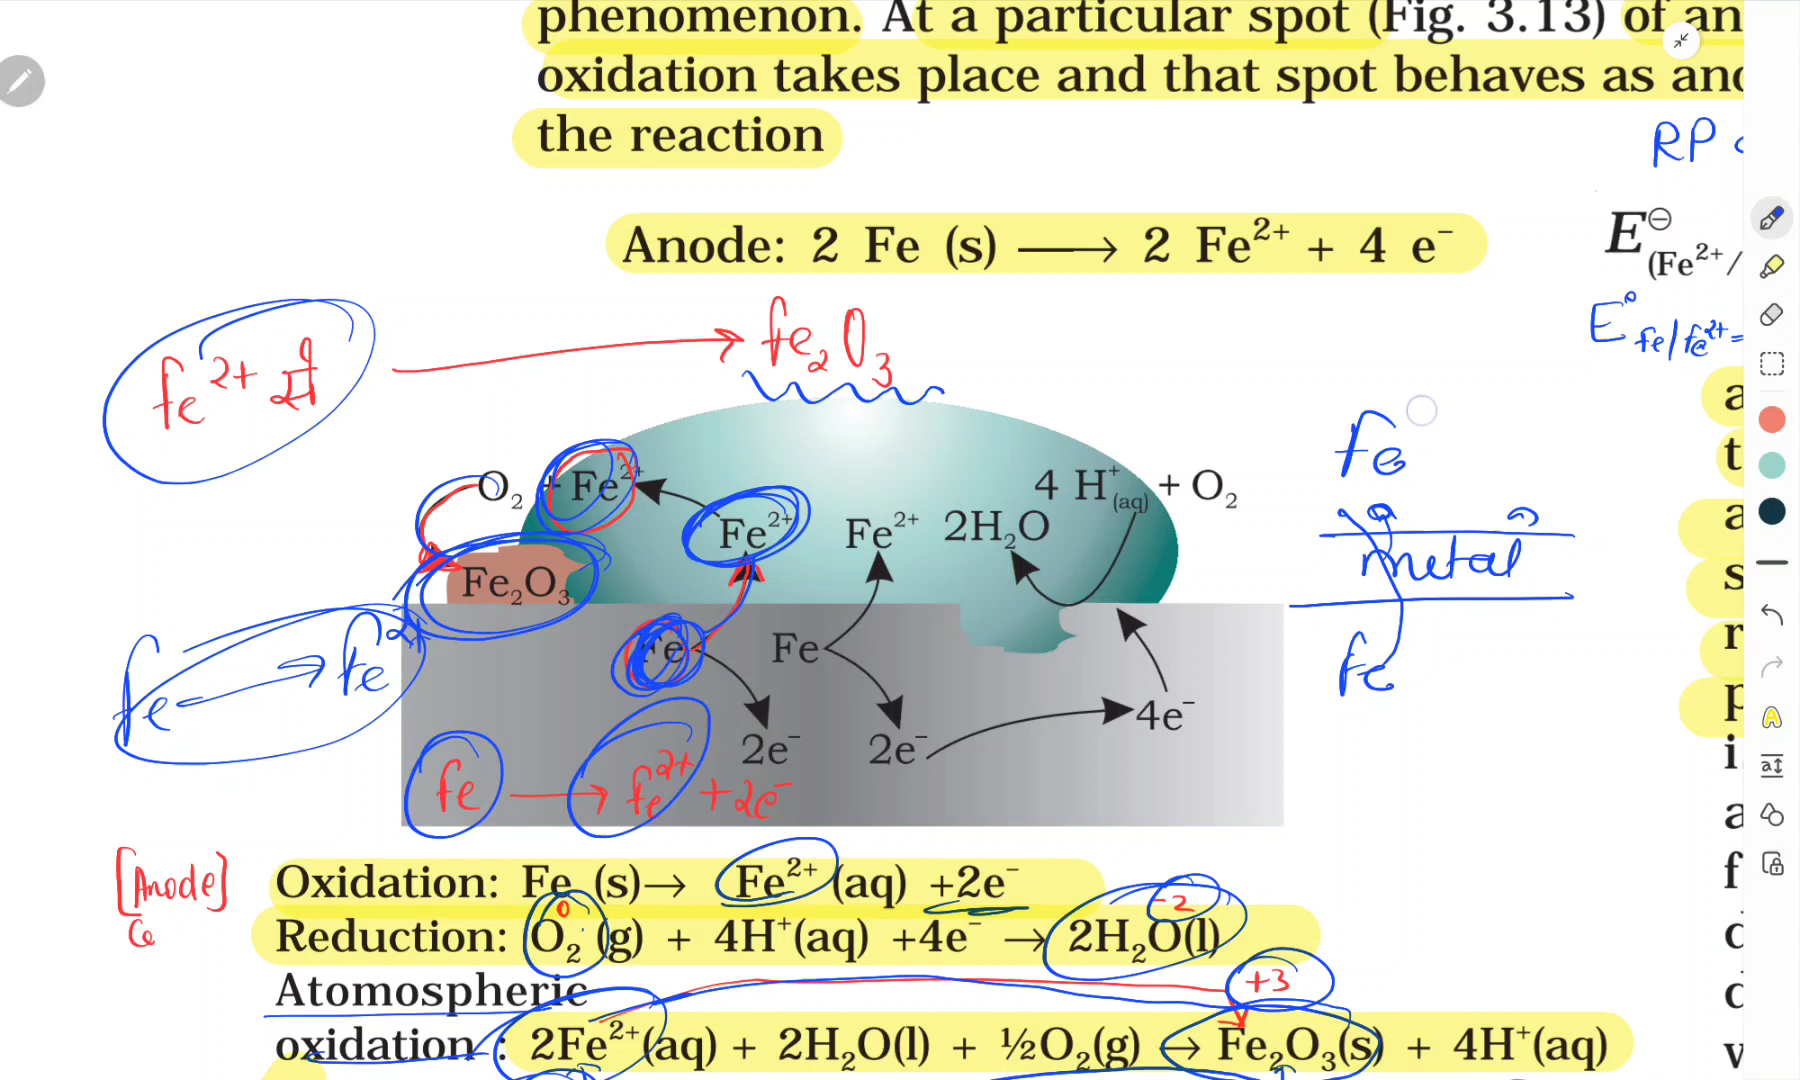 phenomenon. At a particular spot (Fig. 3.13) of an
oxidation takes place and that spot behaves as ano
the reaction
RP
Anode: 2 Fe (s) ⟶ 2 Fe²⁺ + 4 e⁻
E⊖(Fe²⁺/
E°fe/fe²⁺=
fe²⁺ → fe₂O₃
a
fe
t
O₂ + Fe²⁺
4 H⁺(aq) + O₂
Fe²⁺ Fe²⁺ 2H₂O
a
metal
Fe₂O₃
s
fe → fe²⁺
Fe Fe
r
fe
p
4e⁻
2e⁻ 2e⁻
i
fe → fe²⁺ +2e⁻
a
[Anode]
Oxidation: Fe (s)→ Fe²⁺ (aq) +2e⁻
f
0
-2
Reduction: O₂ (g) + 4H⁺(aq) +4e⁻ → 2H₂O(l)
d
+3
Atomospheric
d
oxidation : 2Fe²⁺(aq) + 2H₂O(l) + ½O₂(g) ↔ Fe₂O₃(s) + 4H⁺(aq)
v